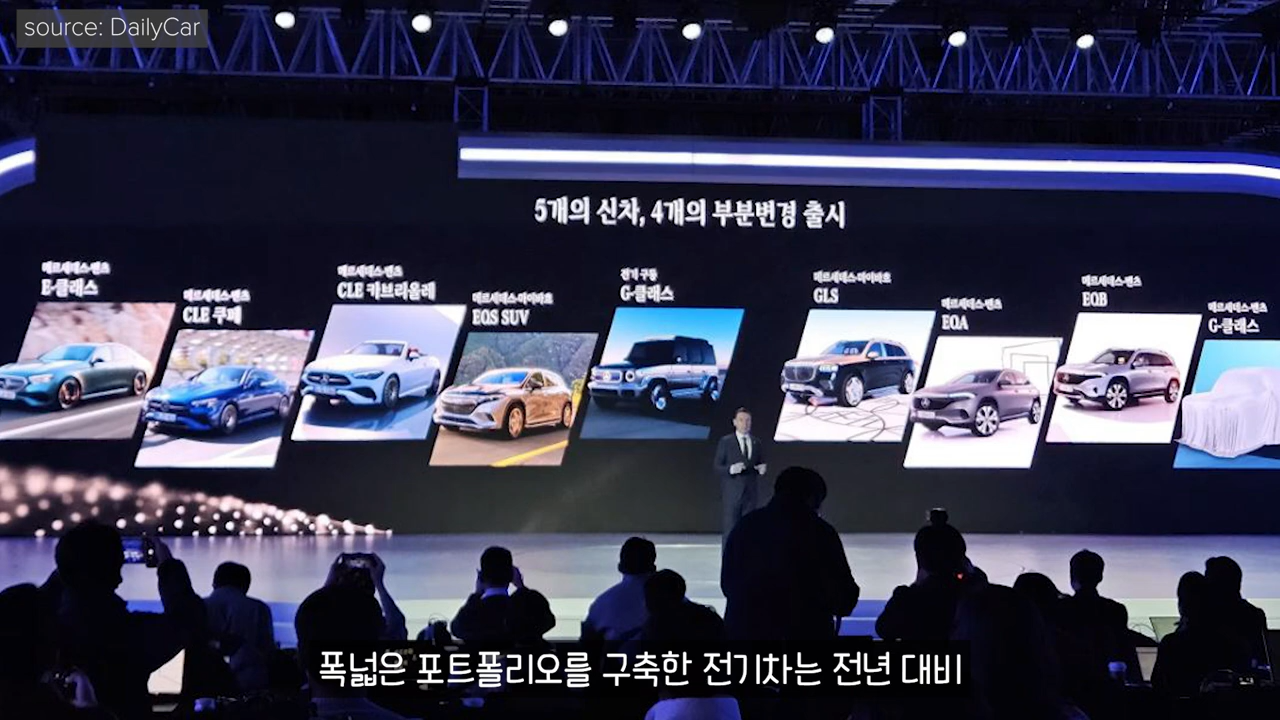 source: DailyCar
5개의 신차, 4개의 부분변경 출시
메르세데스-벤츠
E-클래스
메르세데스-벤츠
CLE 쿠페
메르세데스-벤츠
CLE 카브리올레
메르세데스-마이바흐
EQS SUV
전기 구동
G-클래스
메르세데스-마이바흐
GLS
메르세데스-벤츠
EQA
메르세데스-벤츠
EQB
메르세데스-벤츠
G-클래스
폭넓은 포트폴리오를 구축한 전기차는 전년 대비